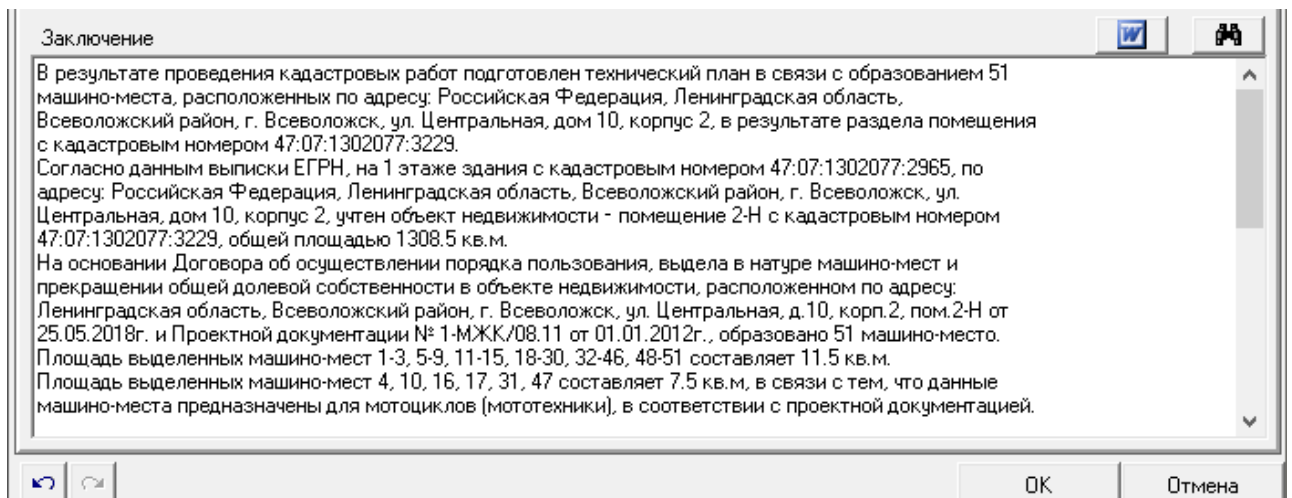 Заключение
В результате проведения кадастровых работ подготовлен технический план в связи с образованием 51
машино-места, расположенных по адресу: Российская Федерация, Ленинградская область,
Всеволожский район, г. Всеволожск, ул. Центральная, дом 10, корпус 2, в результате раздела помещения
с кадастровым номером 47:07:1302077:3229.
Согласно данным выписки ЕГРН, на 1 этаже здания с кадастровым номером 47:07:1302077:2965, по
адресу: Российская Федерация, Ленинградская область, Всеволожский район, г. Всеволожск, ул.
Центральная, дом 10, корпус 2, учтен объект недвижимости - помещение 2-Н с кадастровым номером
47:07:1302077:3229, общей площадью 1308.5 кв.м.
На основании Договора об осуществлении порядка пользования, выдела в натуре машино-мест и
прекращении общей долевой собственности в объекте недвижимости, расположенном по адресу:
Ленинградская область, Всеволожский район, г. Всеволожск, ул. Центральная, д.10, корп.2, пом.2-Н от
25.05.2018г. и Проектной документации № 1-МЖК/08.11 от 01.01.2012г., образовано 51 машино-место.
Площадь выделенных машино-мест 1-3, 5-9, 11-15, 18-30, 32-46, 48-51 составляет 11.5 кв.м.
Площадь выделенных машино-мест 4, 10, 16, 17, 31, 47 составляет 7.5 кв.м, в связи с тем, что данные
машино-места предназначены для мотоциклов (мототехники), в соответствии с проектной документацией.
OK Отмена